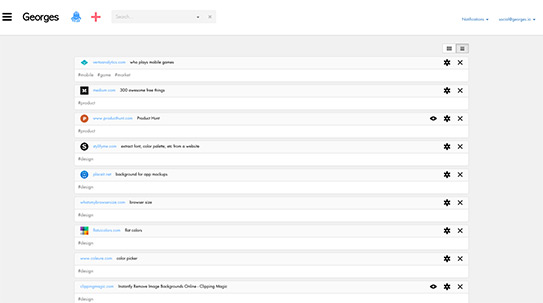 Georges
Search...
Notifications
social@georges.io
who plays mobile games
#mobile #game #market
medium.com 300 awesome free things
#product
www.producthunt.com Product Hunt
#product
stylifyme.com extract font, color palette, etc from a website
#design
placeit.net background for app mockups
#design
whatsmybrowsersize.com browser size
#design
flatuicolors.com flat colors
#design
www.colourco.com color picker
#design
clippingmagic.com Instantly Remove Image Backgrounds Online - Clipping Magic
#design